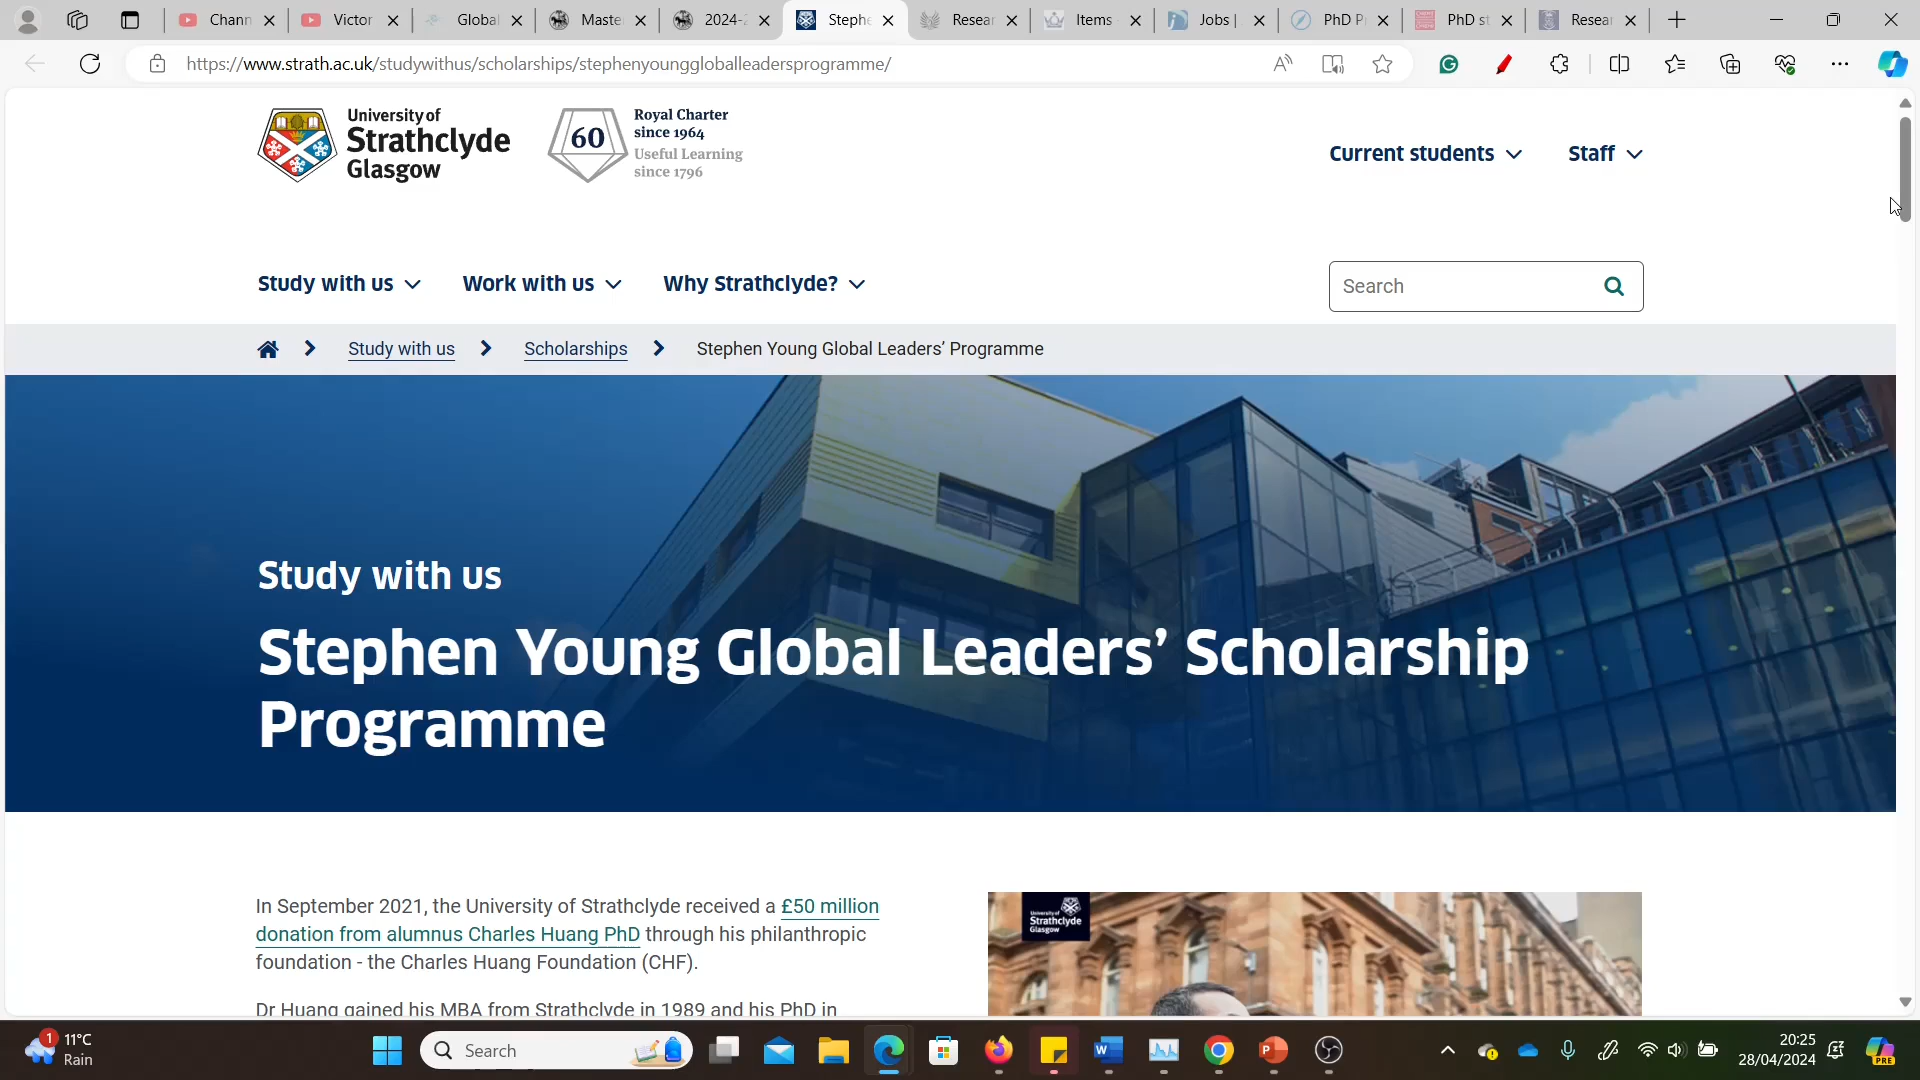 Chann
Victor
Global
Maste
2024-2
Stephe
Resear
Items
Jobs |
PhD P
PhD st
Resear
https://www.strath.ac.uk/studywithus/scholarships/stephenyounggloballeadersprogramme/
University of
Strathclyde
Glasgow
60
Royal Charter
since 1964
Useful Learning
since 1796
Current students
Staff
Study with us
Work with us
Why Strathclyde?
Search
Study with us
Scholarships
Stephen Young Global Leaders’ Programme
Study with us
Stephen Young Global Leaders’ Scholarship
Programme
In September 2021, the University of Strathclyde received a £50 million
donation from alumnus Charles Huang PhD through his philanthropic
foundation - the Charles Huang Foundation (CHF).
Dr Huang gained his MBA from Strathclyde in 1989 and his PhD in
University of
Strathclyde
Glasgow
1
11°C
Rain
Search
20:25
28/04/2024
PRE